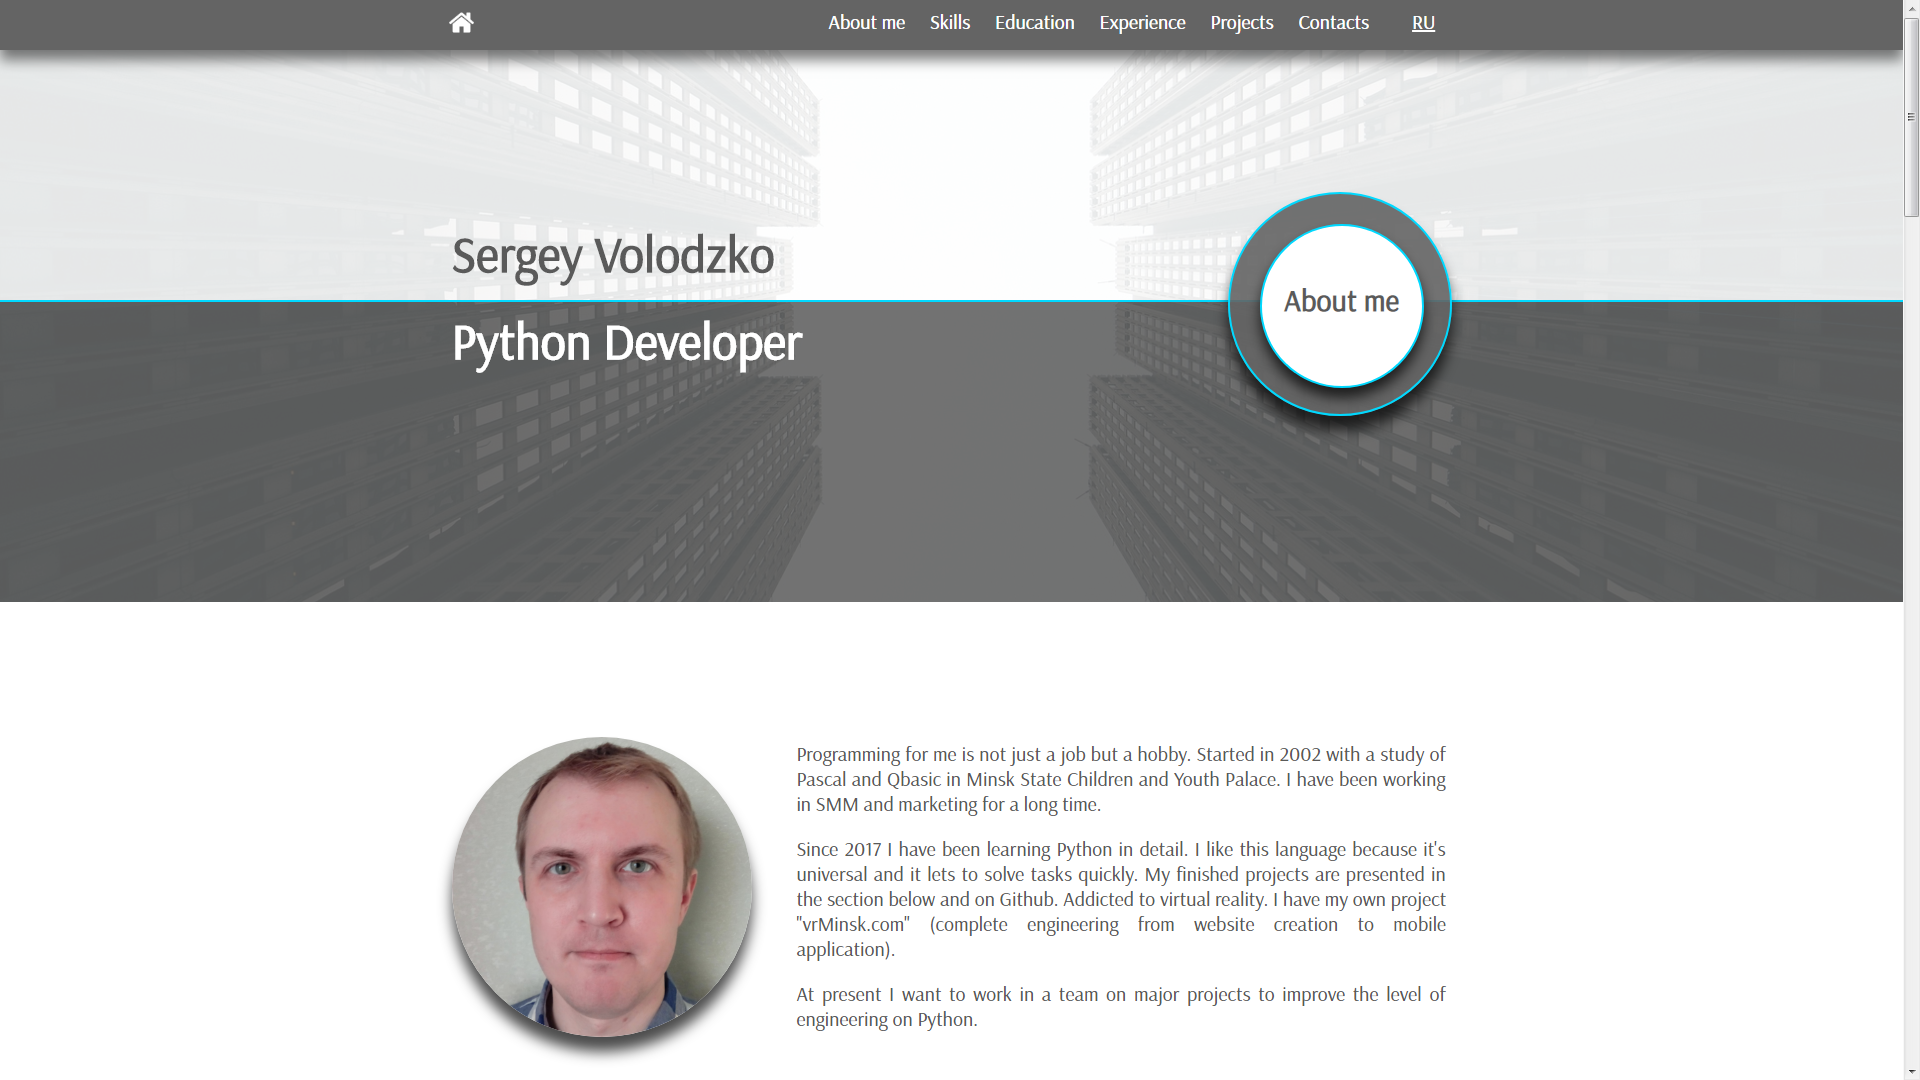 About me Skills Education Experience Projects Contacts RU
Sergey Volodzko
Python Developer
About me
Programming for me is not just a job but a hobby. Started in 2002 with a study of
Pascal and Qbasic in Minsk State Children and Youth Palace. I have been working
in SMM and marketing for a long time.
Since 2017 I have been learning Python in detail. I like this language because it's
universal and it lets to solve tasks quickly. My finished projects are presented in
the section below and on Github. Addicted to virtual reality. I have my own project
"vrMinsk.com" (complete engineering from website creation to mobile
application).
At present I want to work in a team on major projects to improve the level of
engineering on Python.